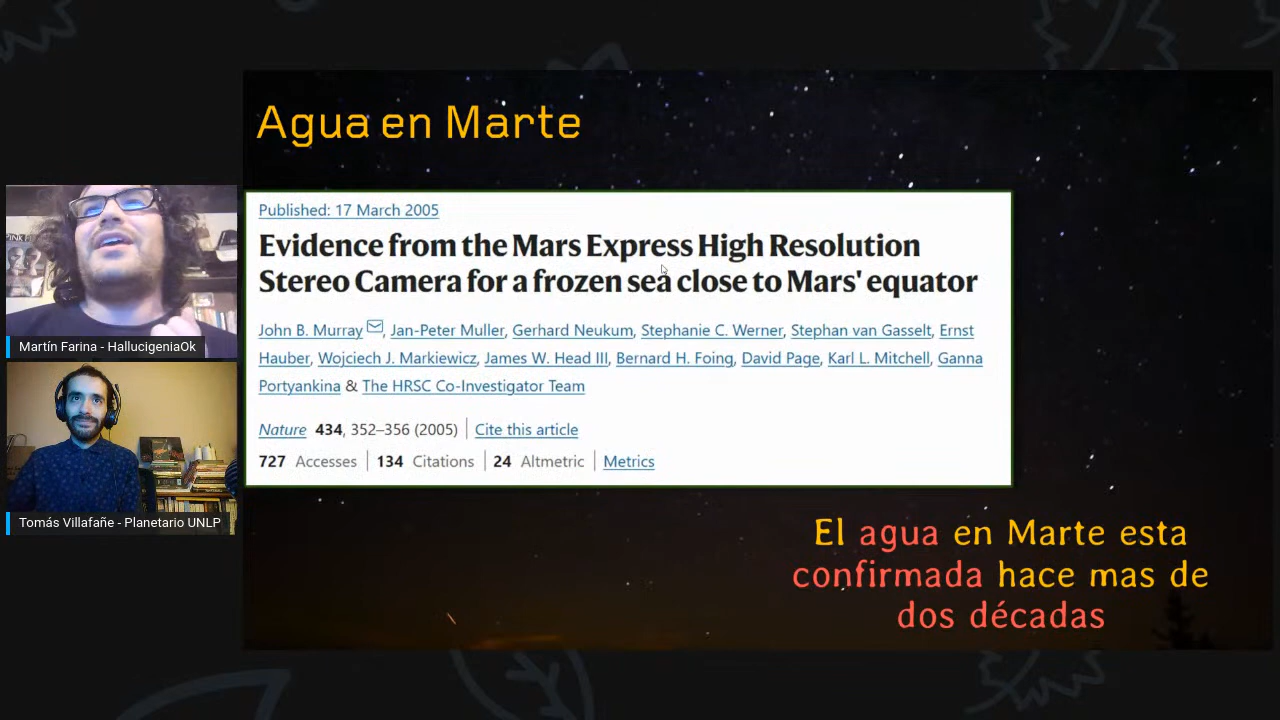 Agua en Marte
Published: 17 March 2005
Evidence from the Mars Express High Resolution
Stereo Camera for a frozen sea close to Mars' equator
John B. Murray, Jan-Peter Muller, Gerhard Neukum, Stephanie C. Werner, Stephan van Gasselt, Ernst
Hauber, Wojciech J. Markiewicz, James W. Head III, Bernard H. Foing, David Page, Karl L. Mitchell, Ganna
Portyankina & The HRSC Co-Investigator Team
Nature 434, 352–356 (2005) Cite this article
727 Accesses 134 Citations 24 Altmetric Metrics
El agua en Marte esta
confirmada hace mas de
dos décadas
Martín Farina - HallucigeniaOk
Tomás Villafañe - Planetario UNLP